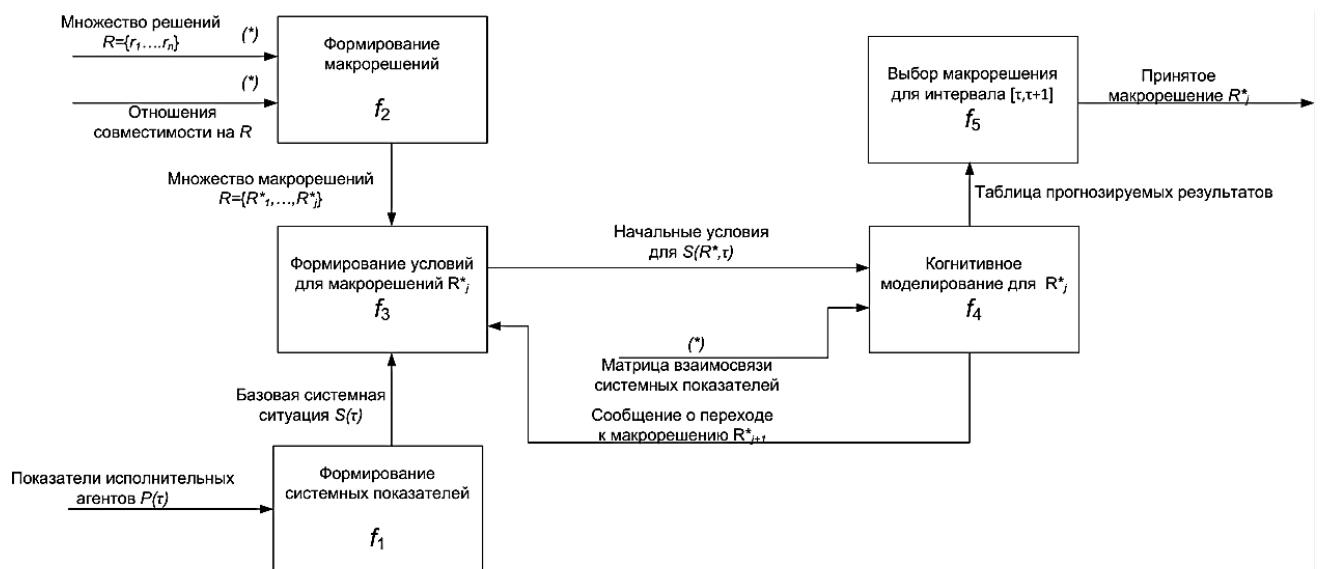 Множество решений
R={r₁....rₙ}
(*)
(*)
Отношения
совместимости на R
Формирование
макрорешений
f₂
Множество макрорешений
R={R*₁,...,R*ⱼ}
Выбор макрорешения
для интервала [τ,τ+1]
f₅
Принятое
макрорешение R*ⱼ
Таблица прогнозируемых результатов
Формирование условий
для макрорешений R*ⱼ
f₃
Начальные условия
для S(R*,τ)
Когнитивное
моделирование для R*ⱼ
f₄
(*)
Матрица взаимосвязи
системных показателей
Сообщение о переходе
к макрорешению R*ⱼ₊₁
Базовая системная
ситуация S(τ)
Показатели исполнительных
агентов P(τ)
Формирование
системных показателей
f₁